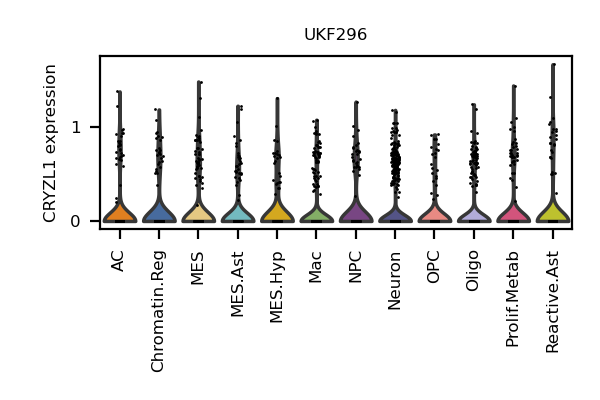 UKF296
CRYZL1 expression
1
0
AC
Chromatin.Reg
MES
MES.Ast
MES.Hyp
Mac
NPC
Neuron
OPC
Oligo
Prolif.Metab
Reactive.Ast